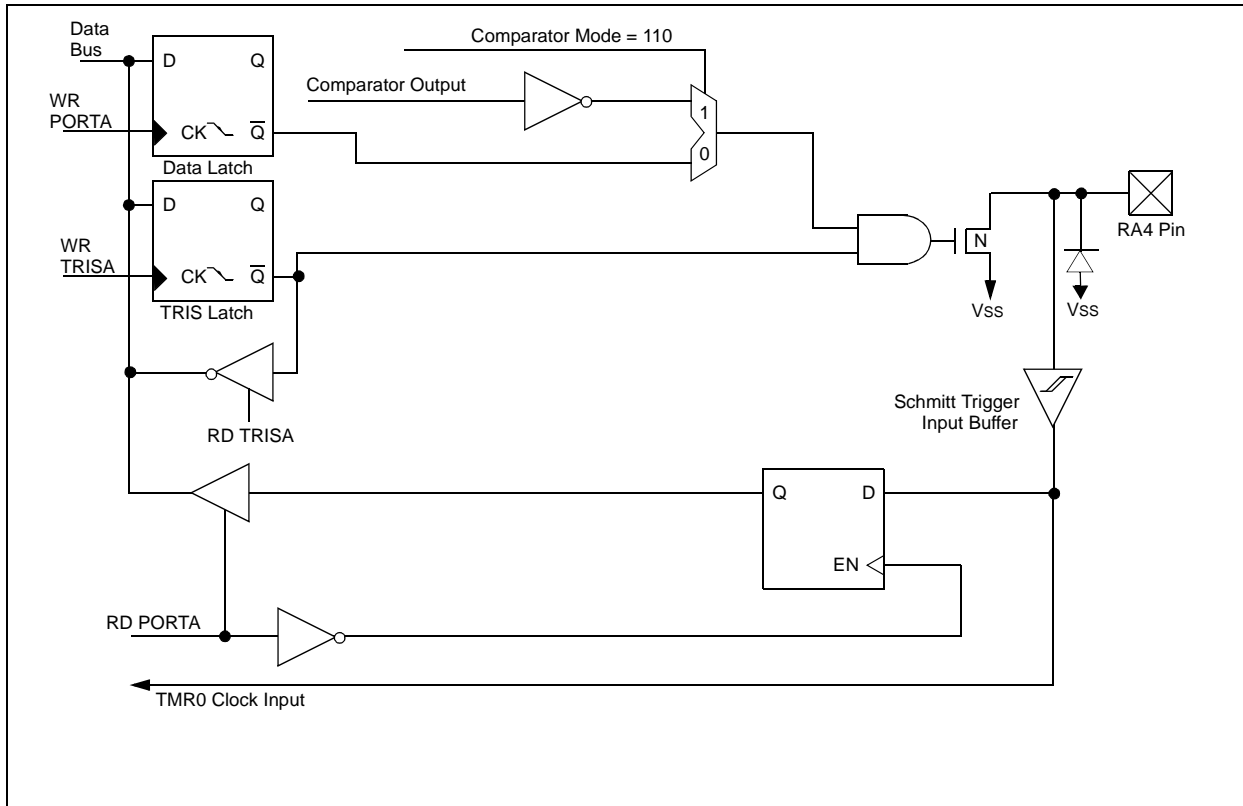 Data
Bus
D Q
Comparator Mode = 110
Comparator Output
WR
PORTA
CK Q
1
0
Data Latch
D Q
WR
TRISA
CK Q
TRIS Latch
N
RA4 Pin
VSS
VSS
RD TRISA
Schmitt Trigger
Input Buffer
Q D
EN
RD PORTA
TMR0 Clock Input